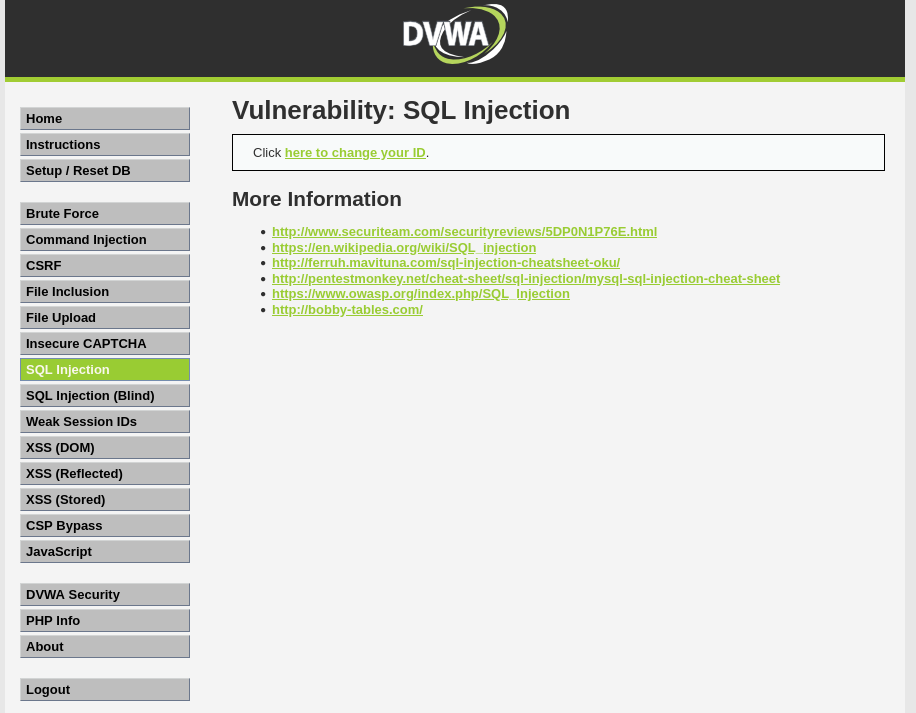 DVWA
Home
Instructions
Setup / Reset DB
Brute Force
Command Injection
CSRF
File Inclusion
File Upload
Insecure CAPTCHA
SQL Injection
SQL Injection (Blind)
Weak Session IDs
XSS (DOM)
XSS (Reflected)
XSS (Stored)
CSP Bypass
JavaScript
DVWA Security
PHP Info
About
Logout
Vulnerability: SQL Injection
Click here to change your ID.
More Information
http://www.securiteam.com/securityreviews/5DP0N1P76E.html
https://en.wikipedia.org/wiki/SQL_injection
http://ferruh.mavituna.com/sql-injection-cheatsheet-oku/
http://pentestmonkey.net/cheat-sheet/sql-injection/mysql-sql-injection-cheat-sheet
https://www.owasp.org/index.php/SQL_Injection
http://bobby-tables.com/